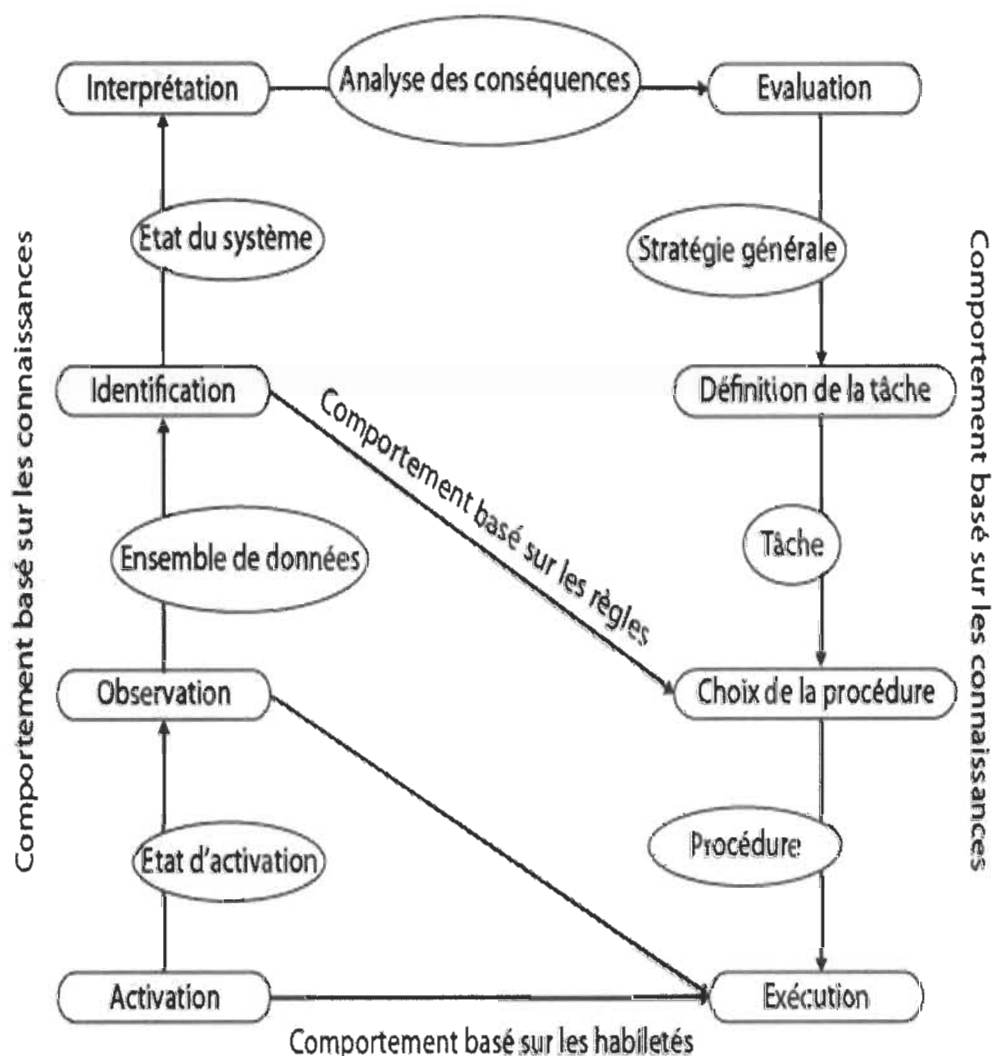 Interprétation
Analyse des conséquences
Evaluation
Etat du système
Stratégie générale
Comportement basé sur les connaissances
Comportement basé sur les connaissances
Identification
Définition de la tâche
Comportement basé sur les règles
Ensemble de données
Tâche
Observation
Choix de la procédure
Etat d'activation
Procédure
Activation
Exécution
Comportement basé sur les habiletés